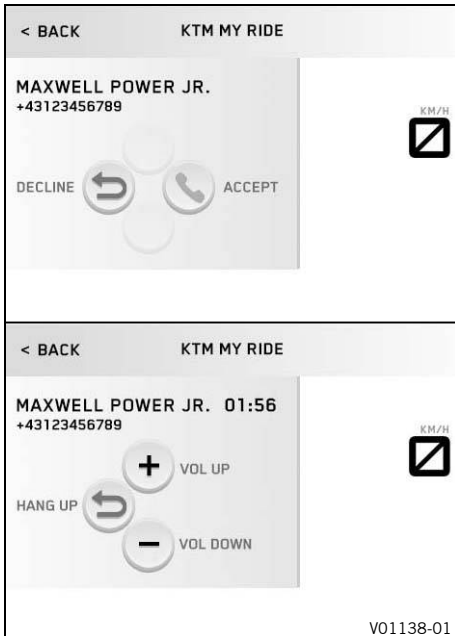 < BACK KTM MY RIDE
MAXWELL POWER JR.
+43123456789
KM/H
DECLINE ACCEPT
< BACK KTM MY RIDE
MAXWELL POWER JR. 01:56
+43123456789
KM/H
+ VOL UP
HANG UP
− VOL DOWN
V01138-01